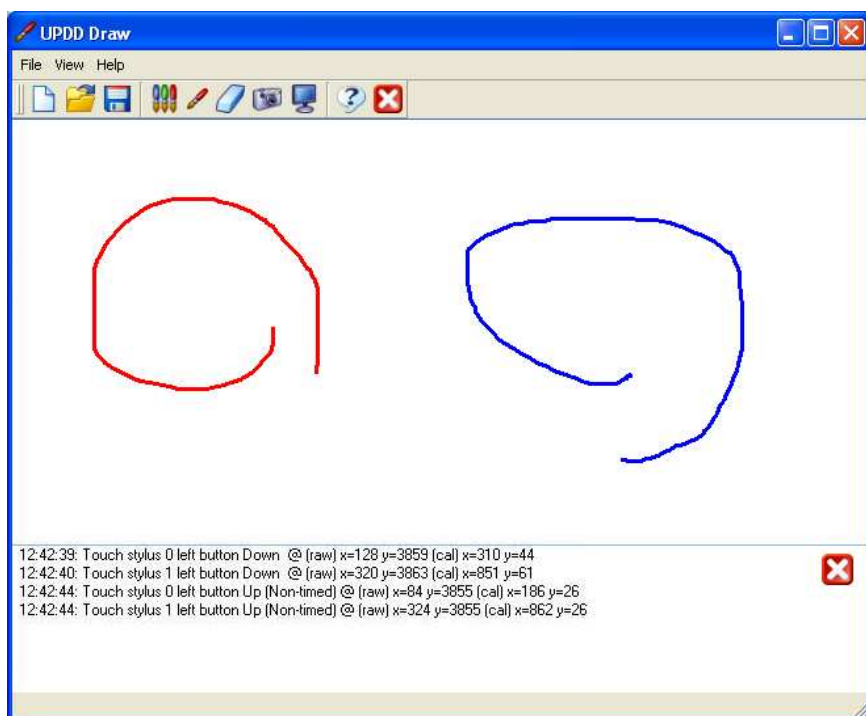 UPDD Draw
File View Help
12:42:39: Touch stylus 0 left button Down @ (raw) x=128 y=3859 (cal) x=310 y=44
12:42:40: Touch stylus 1 left button Down @ (raw) x=320 y=3863 (cal) x=851 y=61
12:42:44: Touch stylus 0 left button Up (Non-timed) @ (raw) x=84 y=3855 (cal) x=186 y=26
12:42:44: Touch stylus 1 left button Up (Non-timed) @ (raw) x=324 y=3855 (cal) x=862 y=26